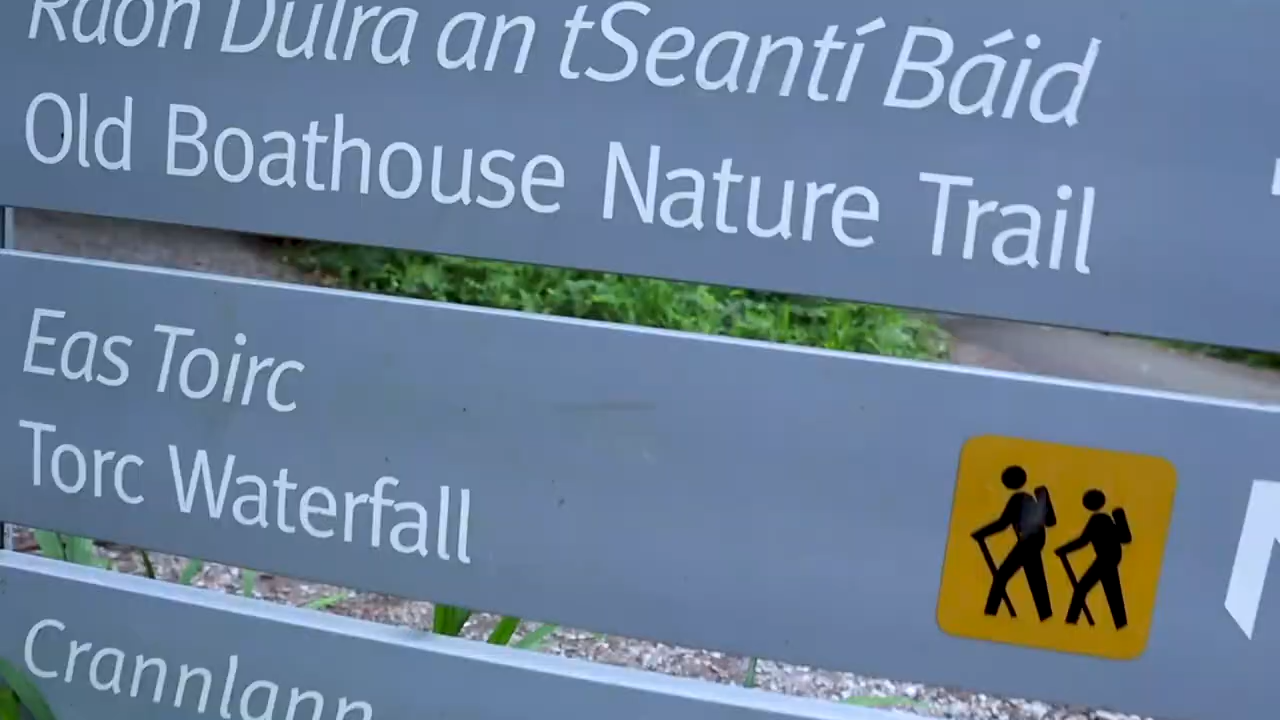 Raon Dúlra an tSeantí Báid
Old Boathouse Nature Trail
Eas Toirc
Torc Waterfall
Crannlann